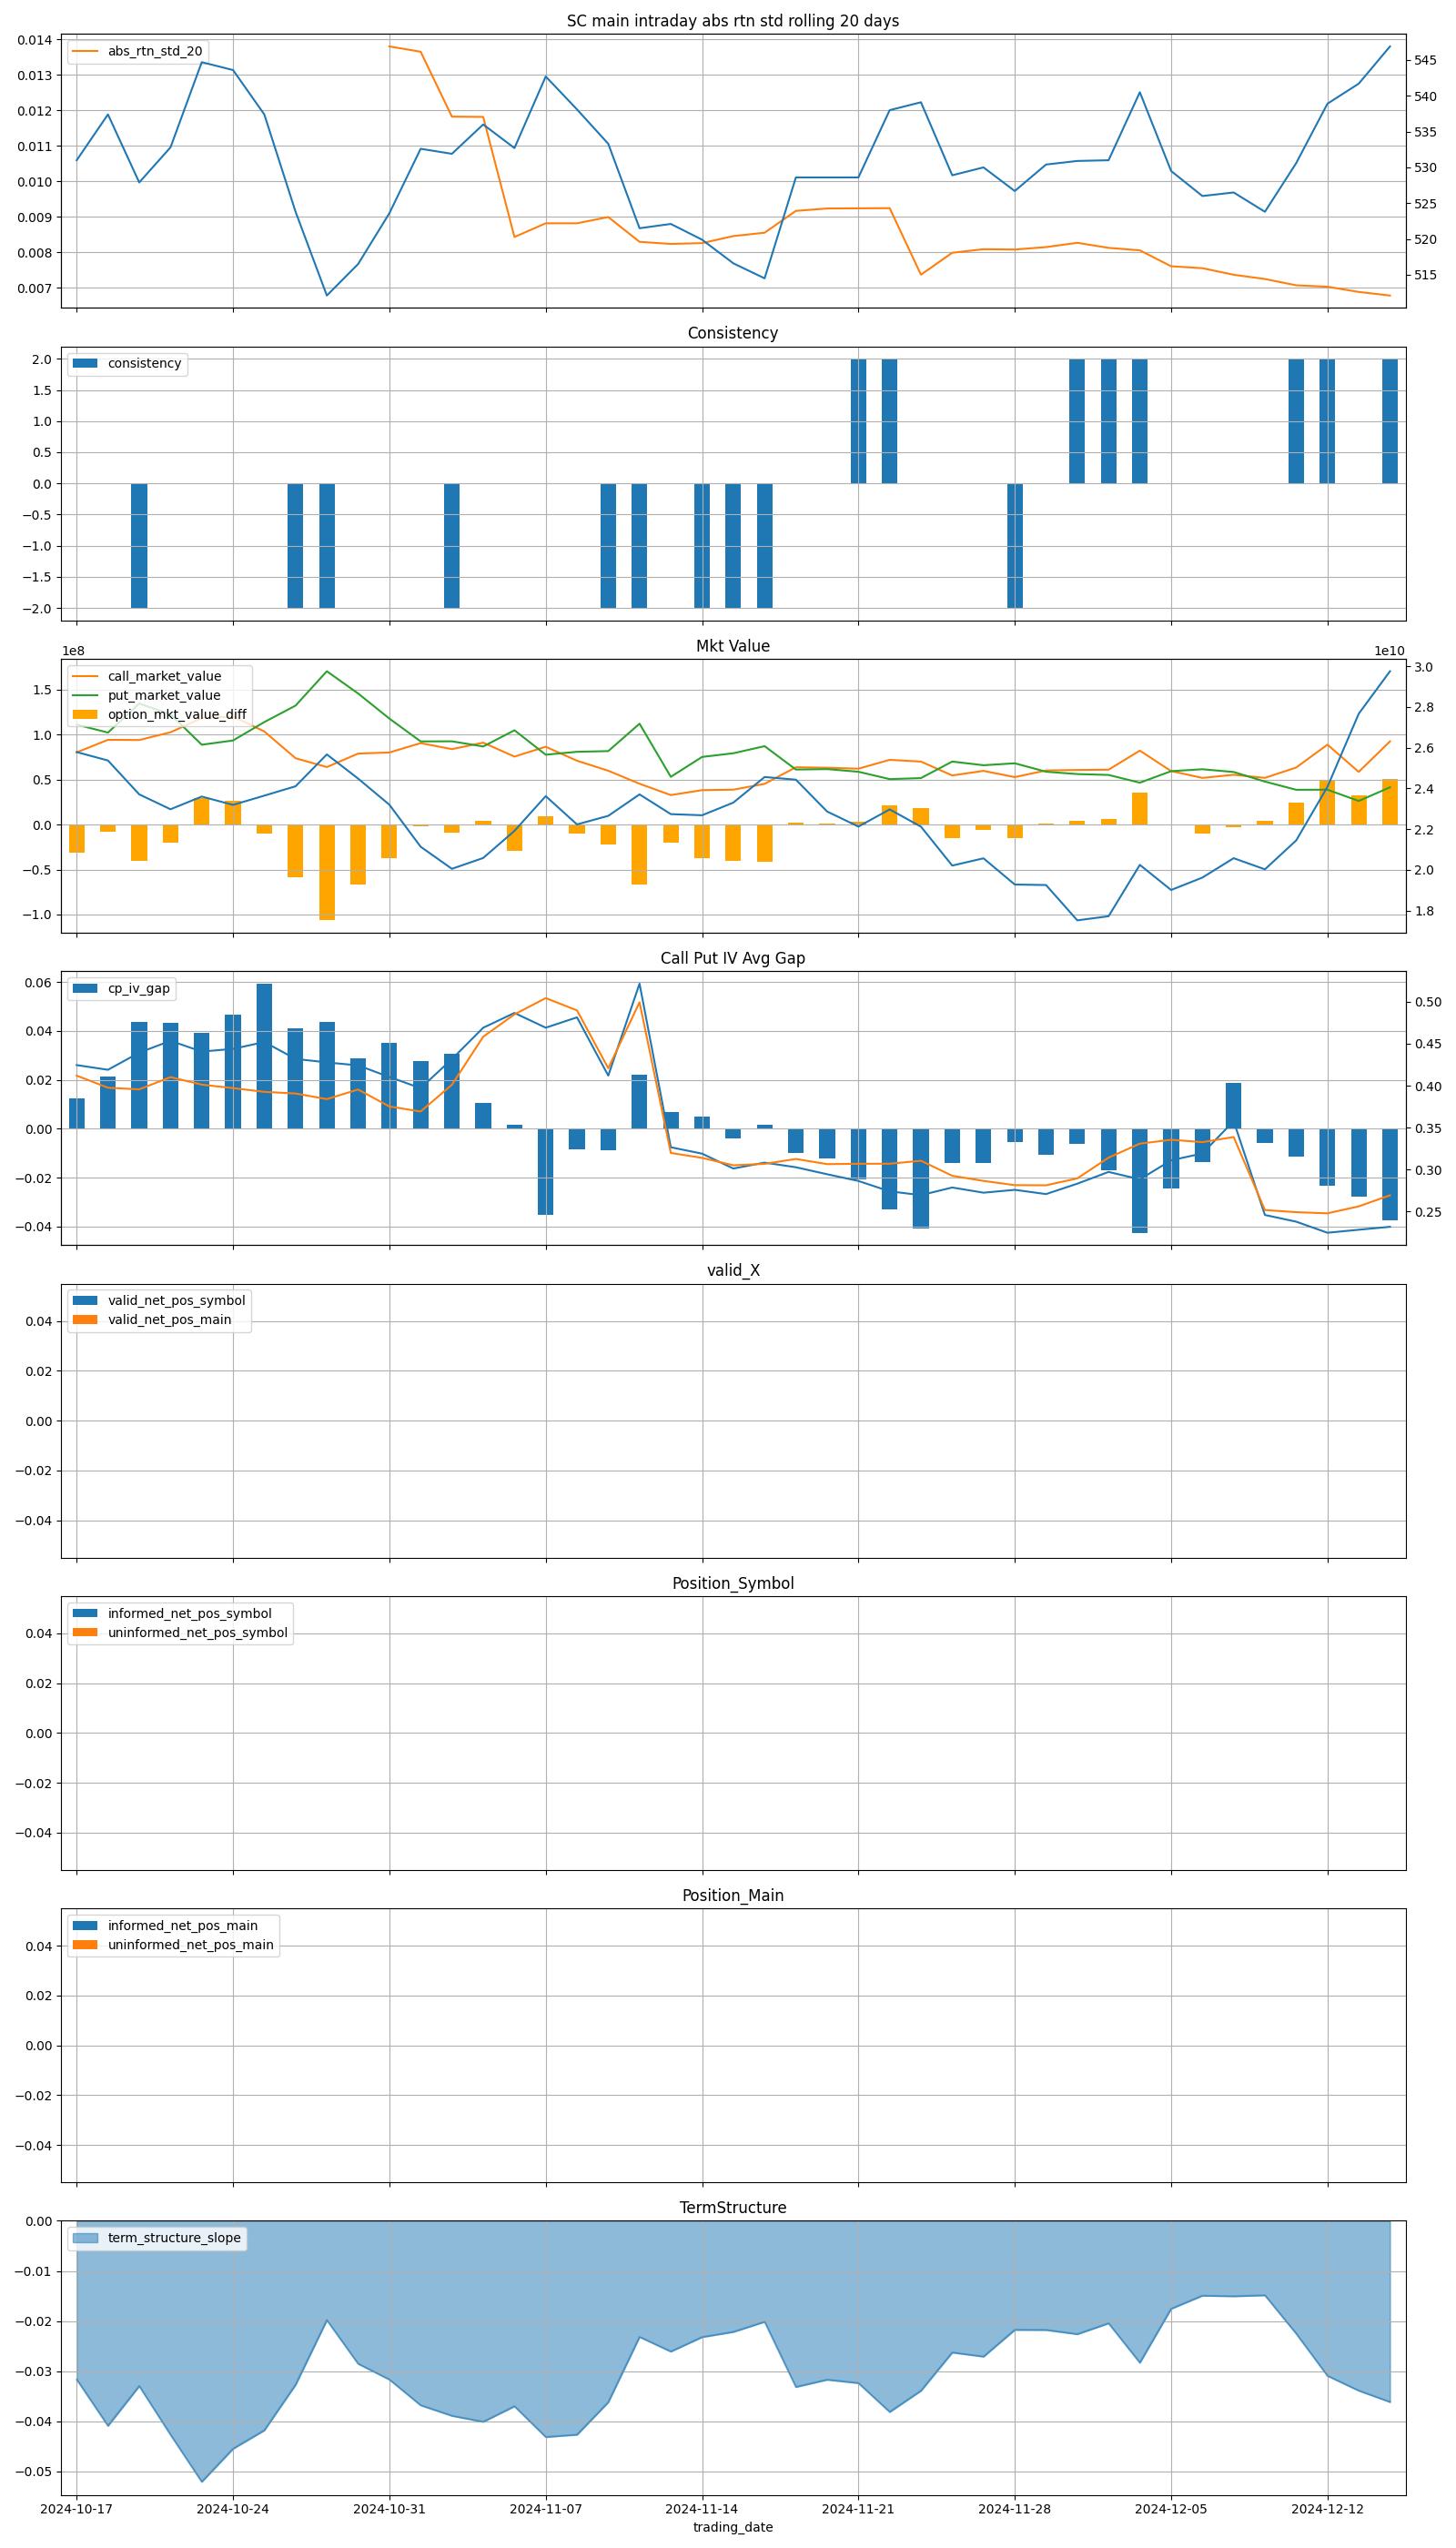 SC main intraday abs rtn std rolling 20 days
abs_rtn_std_20
0.014
0.013
0.012
0.011
0.010
0.009
0.008
0.007
545
540
535
530
525
520
515
Consistency
consistency
2.0
1.5
1.0
0.5
0.0
−0.5
−1.0
−1.5
−2.0
Mkt Value
1e8
1e10
call_market_value
put_market_value
option_mkt_value_diff
1.5
1.0
0.5
0.0
−0.5
−1.0
3.0
2.8
2.6
2.4
2.2
2.0
1.8
Call Put IV Avg Gap
cp_iv_gap
0.06
0.04
0.02
0.00
−0.02
−0.04
0.50
0.45
0.40
0.35
0.30
0.25
valid_X
valid_net_pos_symbol
valid_net_pos_main
0.04
0.02
0.00
−0.02
−0.04
Position_Symbol
informed_net_pos_symbol
uninformed_net_pos_symbol
0.04
0.02
0.00
−0.02
−0.04
Position_Main
informed_net_pos_main
uninformed_net_pos_main
0.04
0.02
0.00
−0.02
−0.04
TermStructure
term_structure_slope
0.00
−0.01
−0.02
−0.03
−0.04
−0.05
2024-10-17 2024-10-24 2024-10-31 2024-11-07 2024-11-14 2024-11-21 2024-11-28 2024-12-05 2024-12-12
trading_date